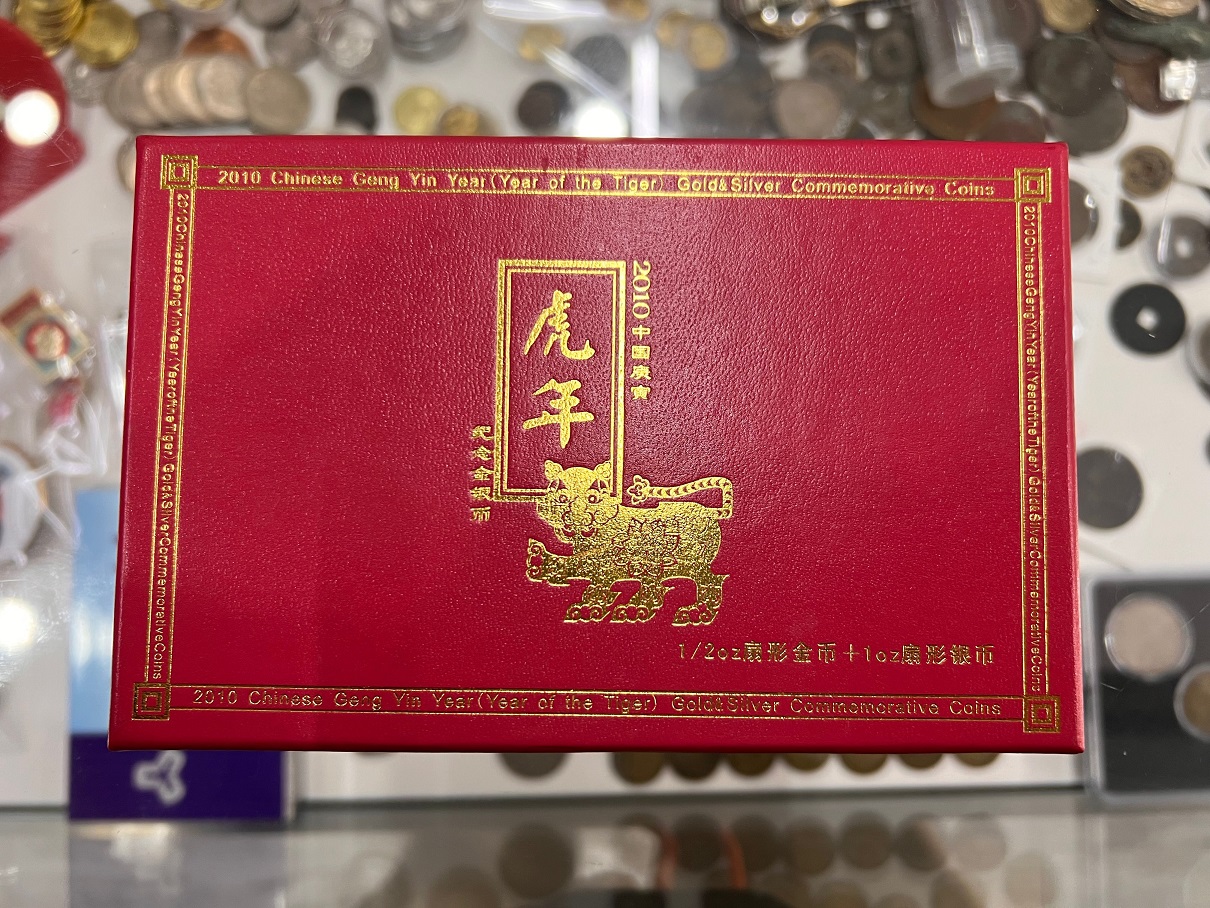 2010 Chinese Geng Yin Year(Year of the Tiger) Gold&Silver Commemorative Coins
2010ChineseGengYinYear(YearoftheTiger)Gold&SilverCommemorativeCoins
2010ChineseGengYinYear(YearoftheTiger)Gold&SilverCommemorativeCoins
2010中国庚寅
虎年
纪念金银币
1/2oz扇形金币+1oz扇形银币
2010 Chinese Geng Yin Year(Year of the Tiger) Gold&Silver Commemorative Coins